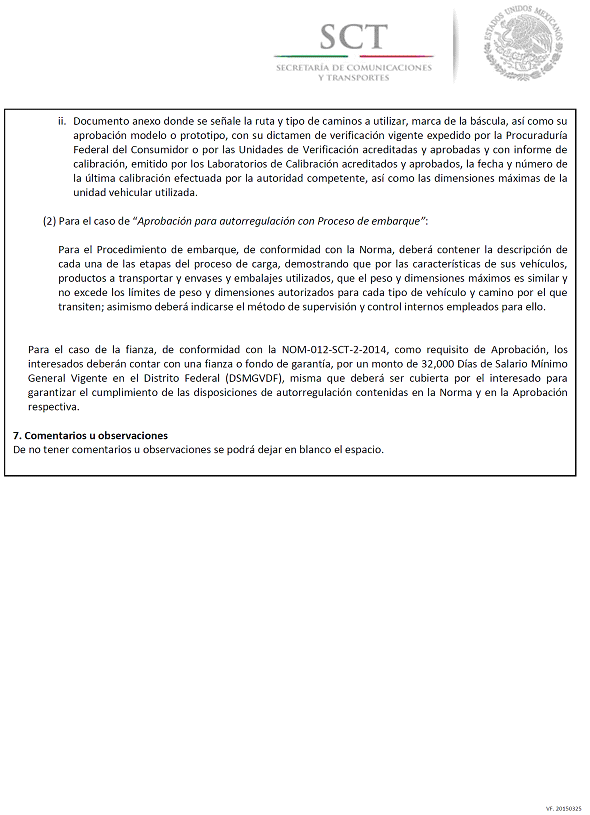 SCT
SECRETARÍA DE COMUNICACIONES
Y TRANSPORTES
ESTADOS UNIDOS MEXICANOS
ii. Documento anexo donde se señale la ruta y tipo de caminos a utilizar, marca de la báscula, así como su
aprobación modelo o prototipo, con su dictamen de verificación vigente expedido por la Procuraduría
Federal del Consumidor o por las Unidades de Verificación acreditadas y aprobadas y con informe de
calibración, emitido por los Laboratorios de Calibración acreditados y aprobados, la fecha y número de
la última calibración efectuada por la autoridad competente, así como las dimensiones máximas de la
unidad vehicular utilizada.
(2) Para el caso de “Aprobación para autorregulación con Proceso de embarque”:
Para el Procedimiento de embarque, de conformidad con la Norma, deberá contener la descripción de
cada una de las etapas del proceso de carga, demostrando que por las características de sus vehículos,
productos a transportar y envases y embalajes utilizados, que el peso y dimensiones máximos es similar y
no excede los límites de peso y dimensiones autorizados para cada tipo de vehículo y camino por el que
transiten; asimismo deberá indicarse el método de supervisión y control internos empleados para ello.
Para el caso de la fianza, de conformidad con la NOM-012-SCT-2-2014, como requisito de Aprobación, los
interesados deberán contar con una fianza o fondo de garantía, por un monto de 32,000 Días de Salario Mínimo
General Vigente en el Distrito Federal (DSMGVDF), misma que deberá ser cubierta por el interesado para
garantizar el cumplimiento de las disposiciones de autorregulación contenidas en la Norma y en la Aprobación
respectiva.
7. Comentarios u observaciones
De no tener comentarios u observaciones se podrá dejar en blanco el espacio.
VF. 20150325